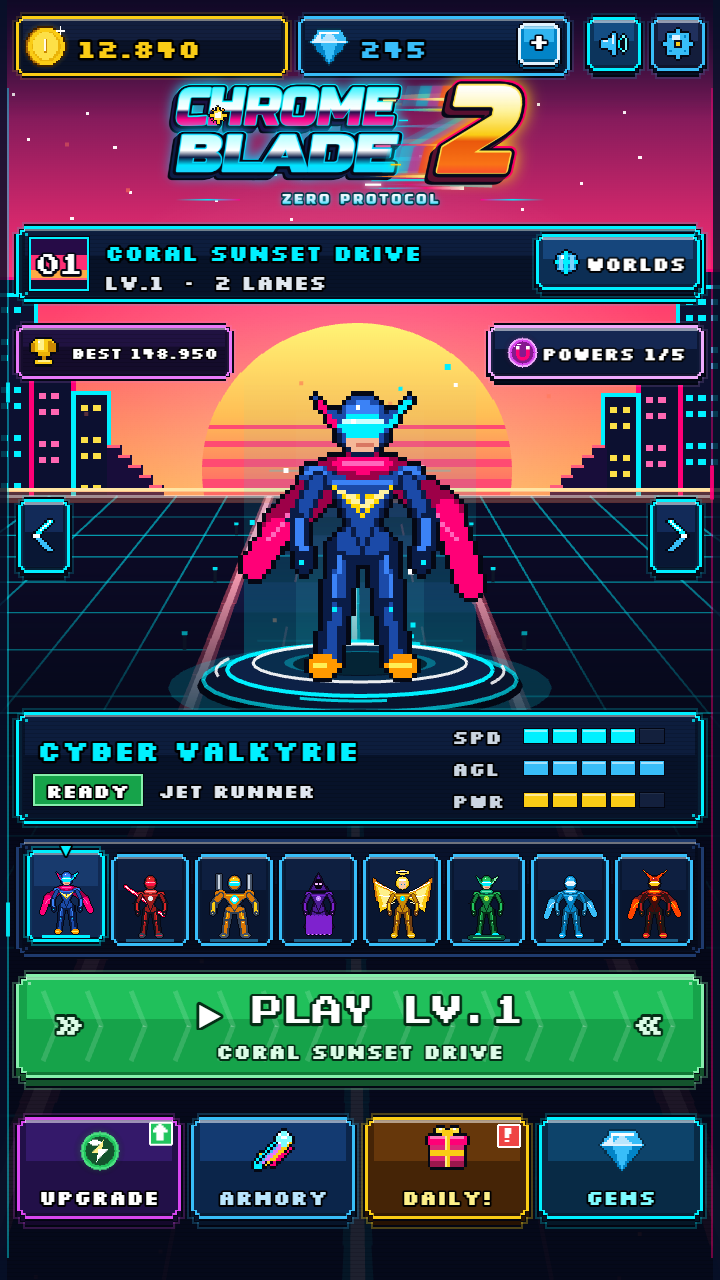 12.840
245
CHROME
BLADE 2
ZERO PROTOCOL
01
CORAL SUNSET DRIVE
LV.1 · 2 LANES
WORLDS
BEST 148.950
POWERS 1/5
CYBER VALKYRIE
READY
JET RUNNER
SPD
AGL
PWR
PLAY LV.1
CORAL SUNSET DRIVE
UPGRADE
ARMORY
DAILY!
GEMS